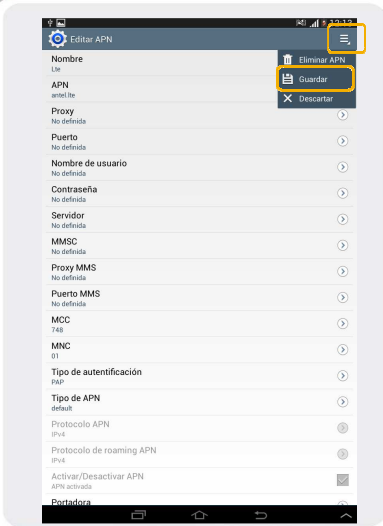 12:13
Editar APN
Eliminar APN
Guardar
Descartar
Nombre
Lte
APN
antel.lte
Proxy
No definida
Puerto
No definida
Nombre de usuario
No definida
Contraseña
No definida
Servidor
No definida
MMSC
No definida
Proxy MMS
No definida
Puerto MMS
No definida
MCC
748
MNC
01
Tipo de autentificación
PAP
Tipo de APN
default
Protocolo APN
IPv4
Protocolo de roaming APN
IPv4
Activar/Desactivar APN
APN activada
Portadora